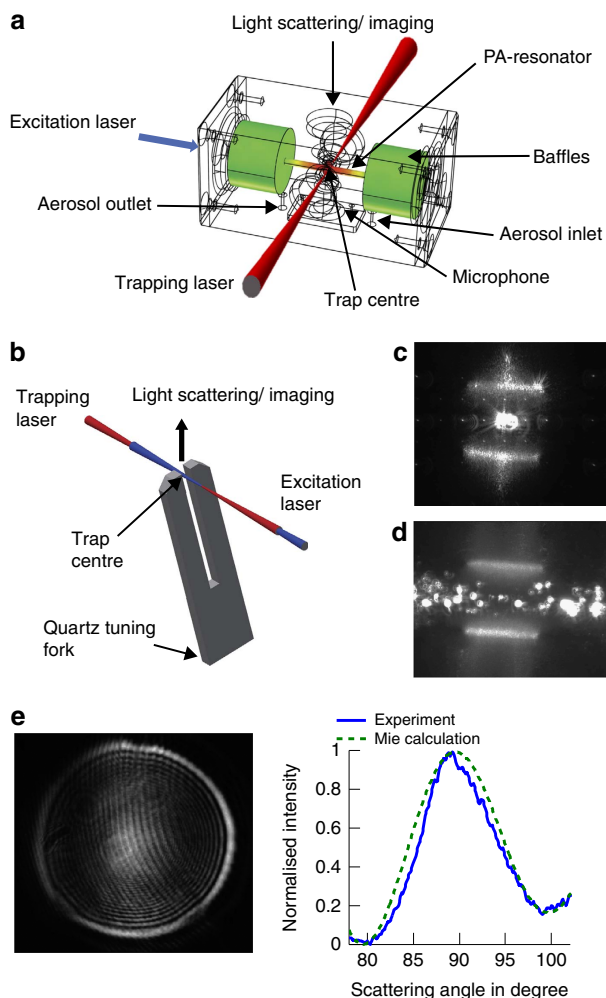 a
Light scattering/ imaging
PA-resonator
Excitation laser
Baffles
Aerosol outlet
Aerosol inlet
Microphone
Trapping laser
Trap centre
b
Light scattering/ imaging
Trapping
laser
Excitation
laser
Trap
centre
Quartz tuning
fork
c
d
e
Experiment
Mie calculation
Normalised intensity
1
0.8
0.6
0.4
0.2
0
80
85
90
95
100
Scattering angle in degree